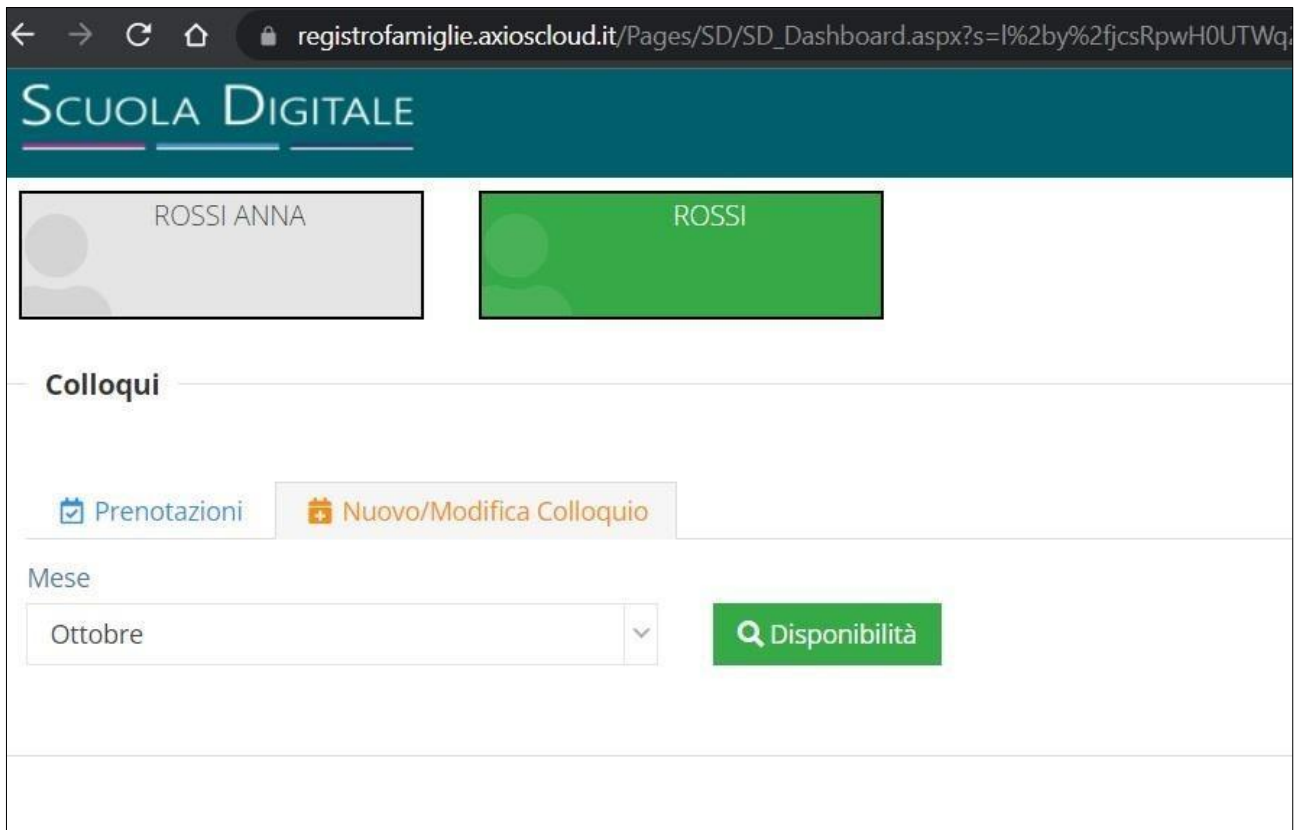 registrofamiglie.axioscloud.it/Pages/SD/SD_Dashboard.aspx?s=l%2by%2fjcsRpwH0UTWq
SCUOLA DIGITALE
ROSSI ANNA
ROSSI
Colloqui
Prenotazioni
Nuovo/Modifica Colloquio
Mese
Ottobre
Disponibilità